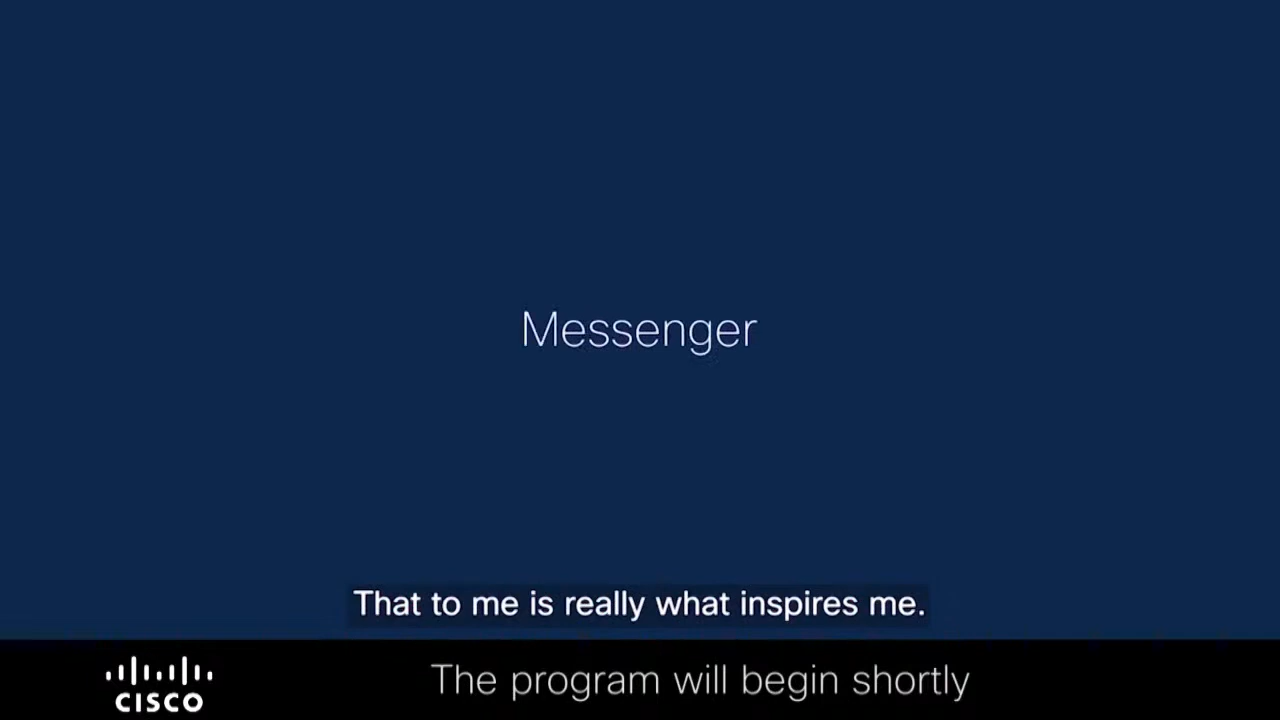 Messenger
That to me is really what inspires me.
CISCO
The program will begin shortly